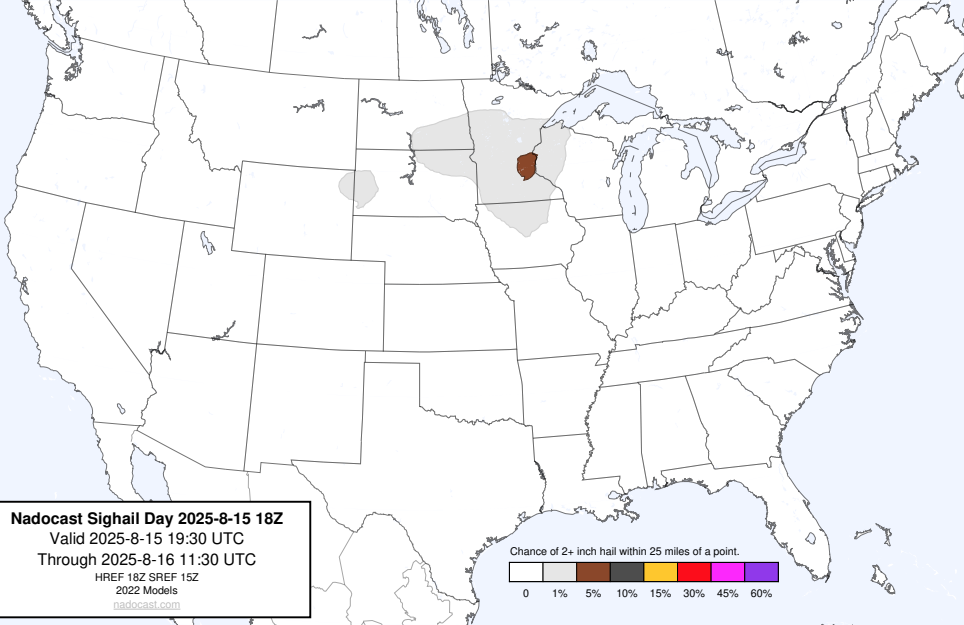 Nadocast Sighail Day 2025-8-15 18Z
Valid 2025-8-15 19:30 UTC
Through 2025-8-16 11:30 UTC
HREF 18Z SREF 15Z
2022 Models
nadocast.com
Chance of 2+ inch hail within 25 miles of a point.
0 1% 5% 10% 15% 30% 45% 60%